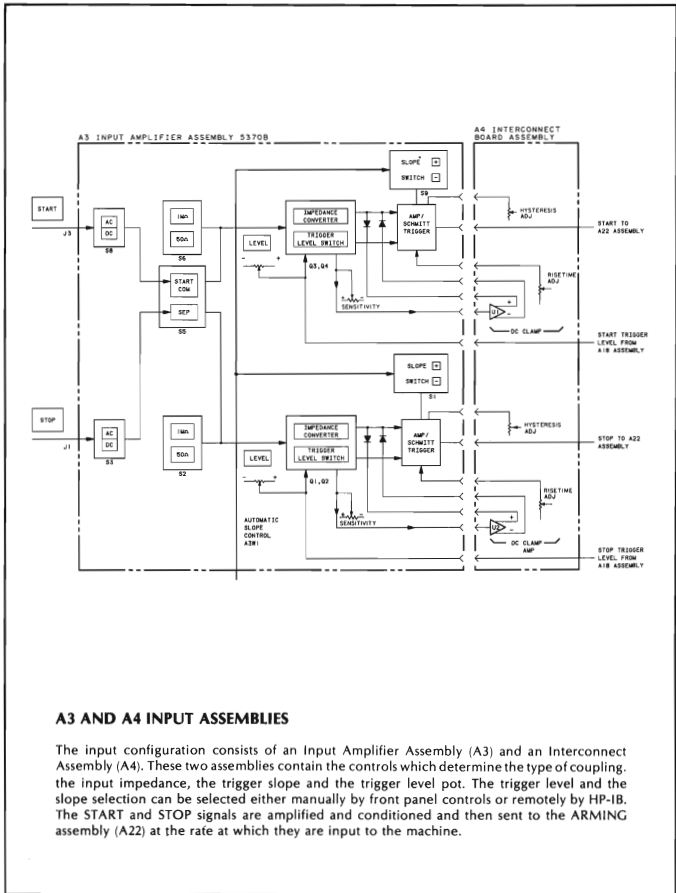 A3 INPUT AMPLIFIER ASSEMBLY 5370B
A4 INTERCONNECT
BOARD ASSEMBLY
SLOPE +
SWITCH -
S9
START
J3
AC
DC
S8
1MΩ
50Ω
S6
START
COM
SEP
S5
LEVEL
- +
IMPEDANCE
CONVERTER
TRIGGER
LEVEL SWITCH
Q3,Q4
AMP/
SCHMITT
TRIGGER
SENSITIVITY
HYSTERESIS
ADJ
START TO
A22 ASSEMBLY
RISETIME
ADJ
+
U1 -
DC CLAMP
START TRIGGER
LEVEL FROM
A18 ASSEMBLY
SLOPE +
SWITCH -
S1
STOP
J1
AC
DC
S3
1MΩ
50Ω
S2
LEVEL
- +
IMPEDANCE
CONVERTER
TRIGGER
LEVEL SWITCH
Q1,Q2
AMP/
SCHMITT
TRIGGER
SENSITIVITY
HYSTERESIS
ADJ
STOP TO A22
ASSEMBLY
RISETIME
ADJ
+
U2 -
DC CLAMP
AMP
STOP TRIGGER
LEVEL FROM
A18 ASSEMBLY
AUTOMATIC
SLOPE
CONTROL
A3W1
A3 AND A4 INPUT ASSEMBLIES
The input configuration consists of an Input Amplifier Assembly (A3) and an Interconnect
Assembly (A4). These two assemblies contain the controls which determine the type of coupling.
the input impedance, the trigger slope and the trigger level pot. The trigger level and the
slope selection can be selected either manually by front panel controls or remotely by HP-IB.
The START and STOP signals are amplified and conditioned and then sent to the ARMING
assembly (A22) at the rate at which they are input to the machine.